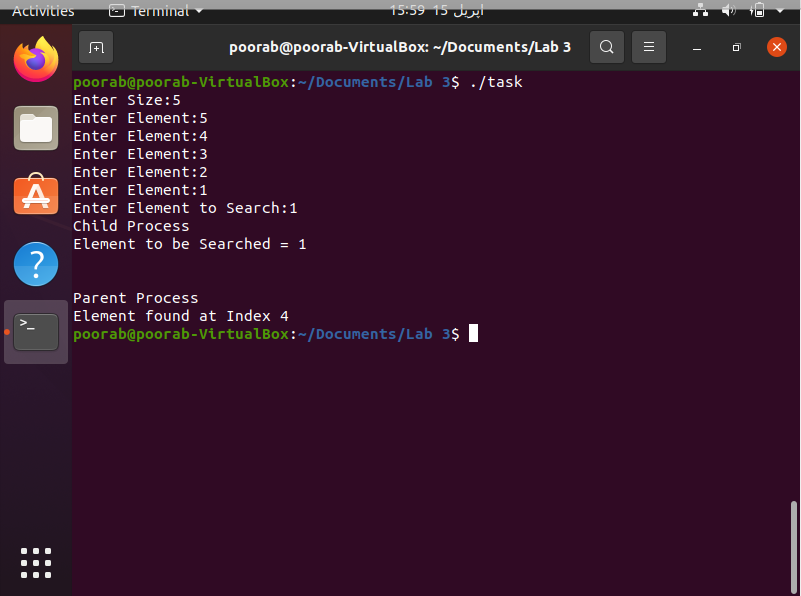 Activities Terminal 15:59 15 اپریل
poorab@poorab-VirtualBox: ~/Documents/Lab 3
poorab@poorab-VirtualBox:~/Documents/Lab 3$ ./task
Enter Size:5
Enter Element:5
Enter Element:4
Enter Element:3
Enter Element:2
Enter Element:1
Enter Element to Search:1
Child Process
Element to be Searched = 1
Parent Process
Element found at Index 4
poorab@poorab-VirtualBox:~/Documents/Lab 3$